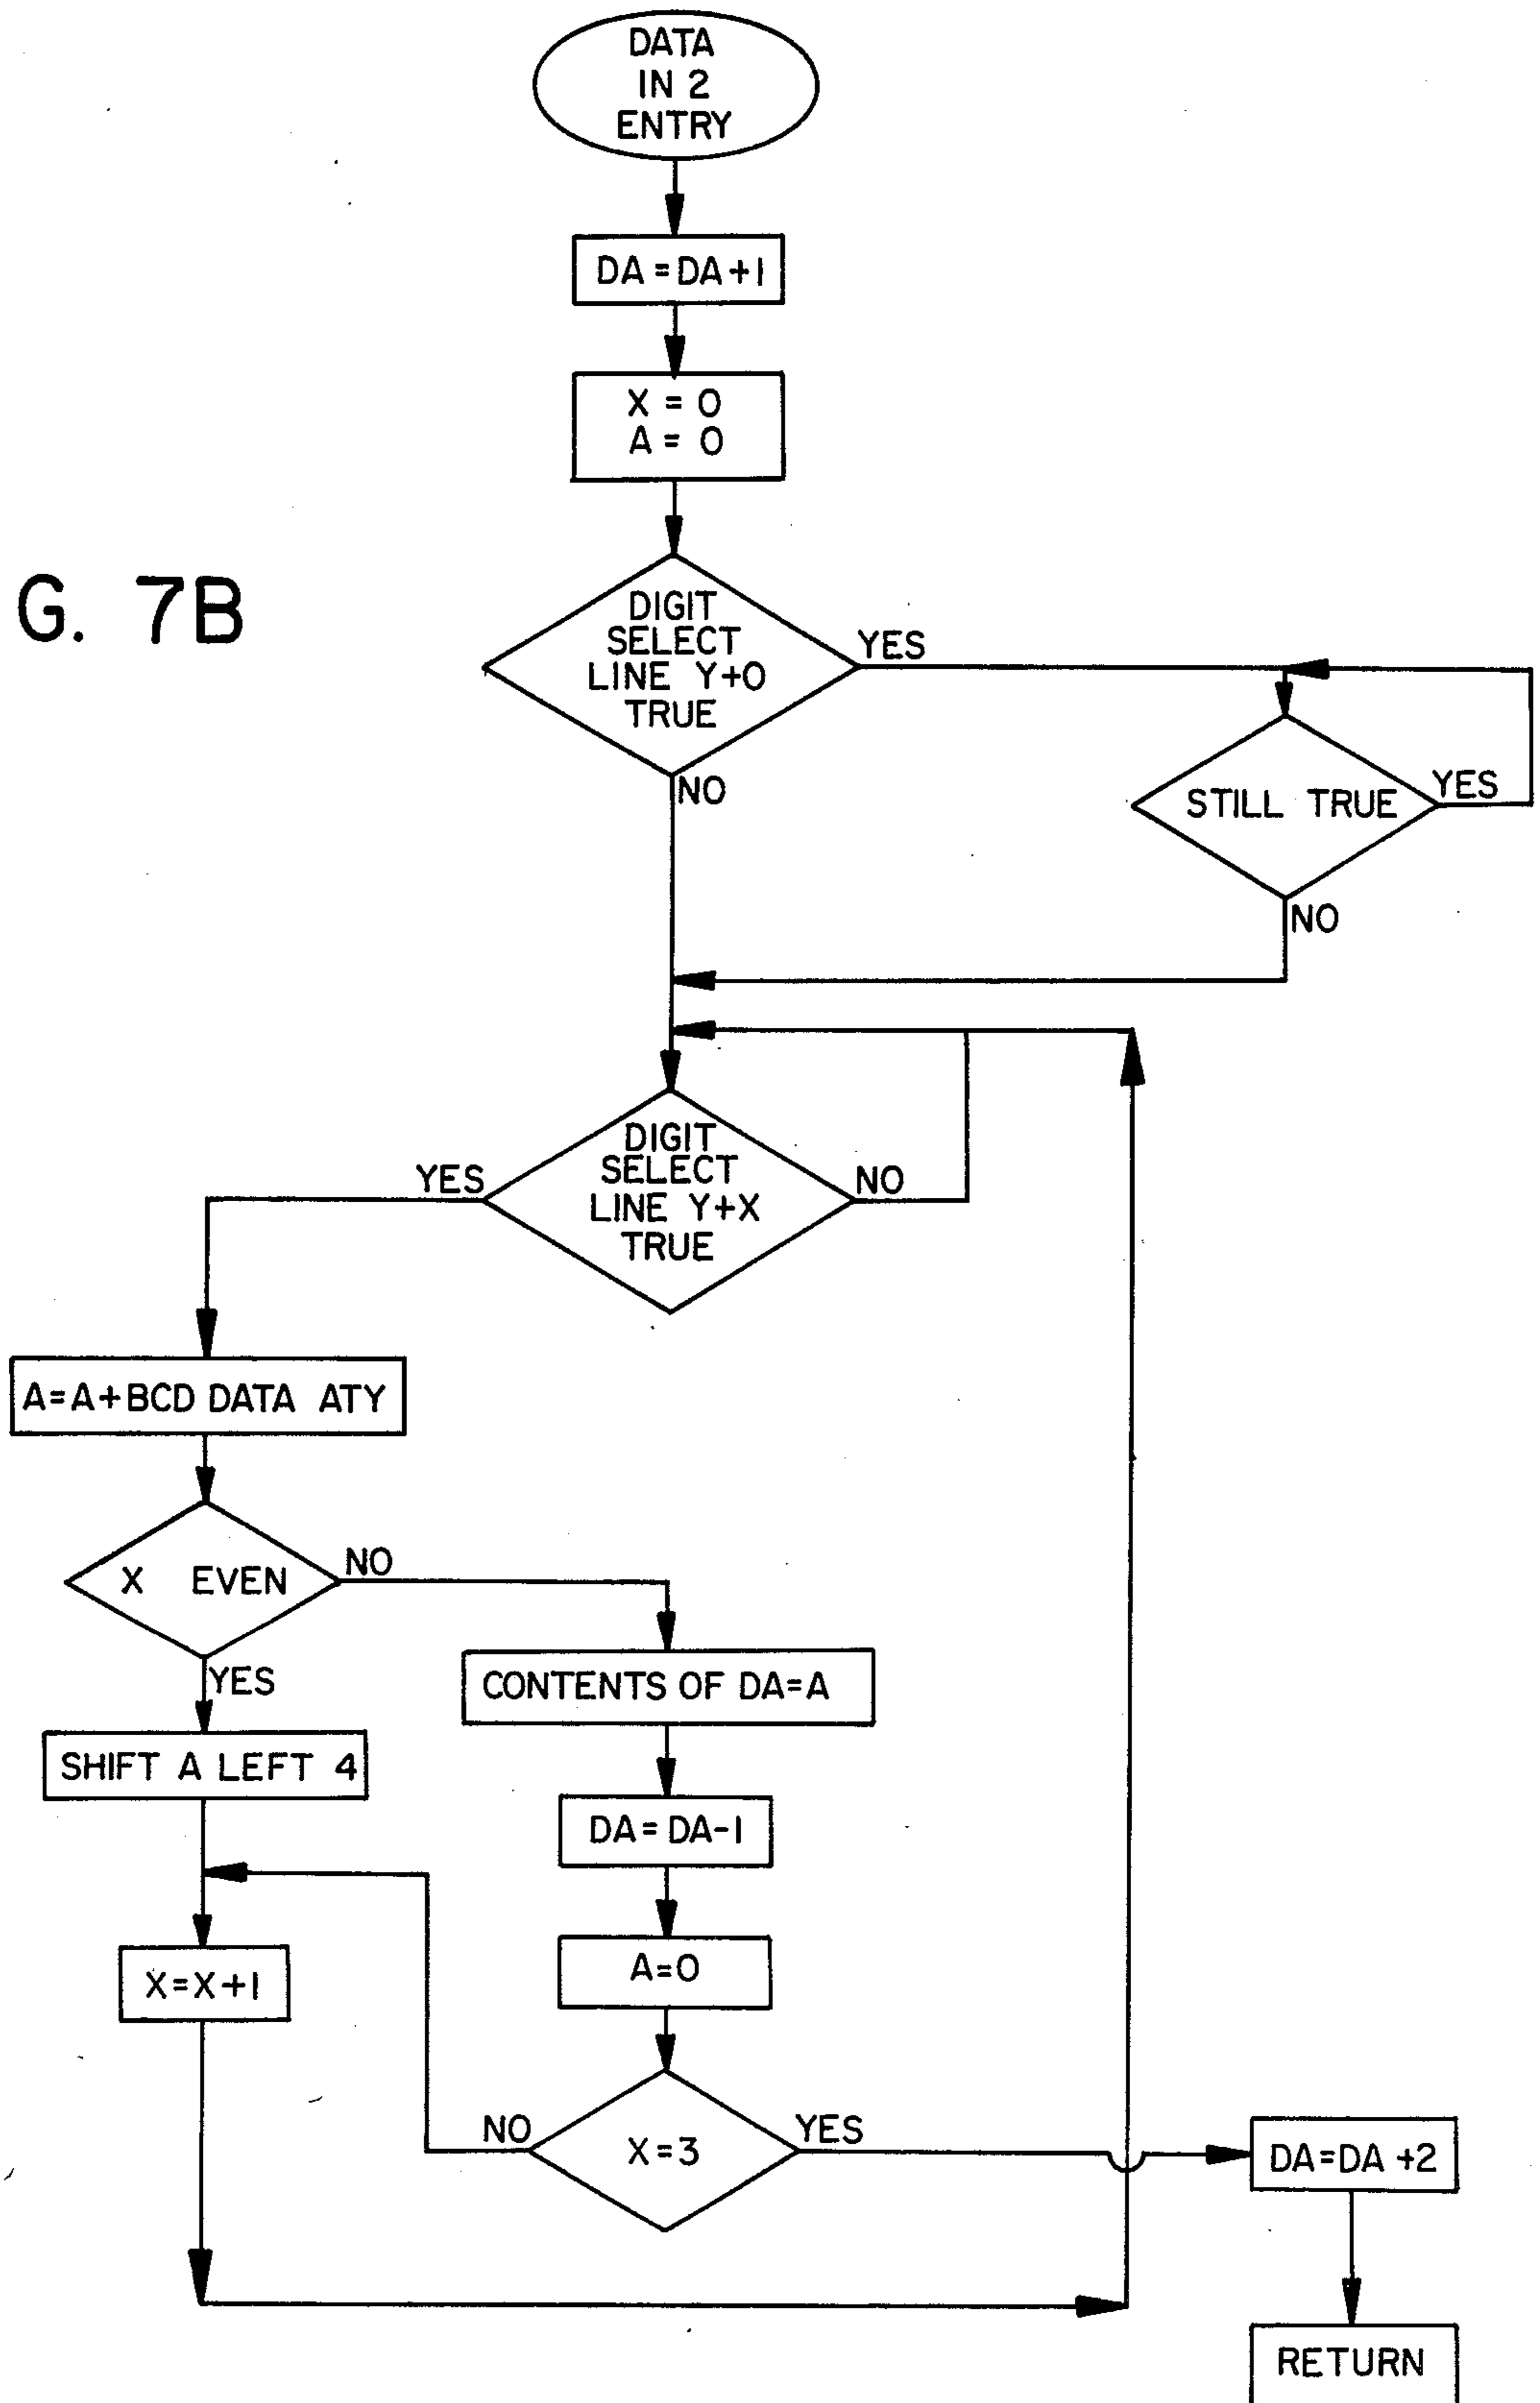 DATA
IN 2
ENTRY
DA=DA+1
X = 0
A = 0
G. 7B
DIGIT
SELECT
LINE Y+0
TRUE
YES
NO
STILL TRUE
YES
NO
DIGIT
SELECT
LINE Y+X
TRUE
YES
NO
A=A+BCD DATA ATY
X EVEN
NO
YES
CONTENTS OF DA=A
SHIFT A LEFT 4
DA=DA-1
A=0
X=X+1
X=3
NO
YES
DA=DA +2
RETURN